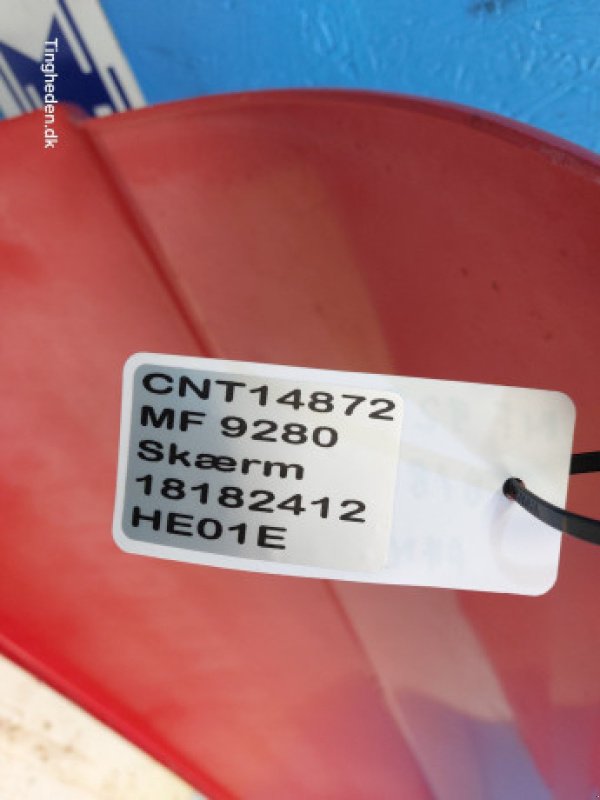 Tingheden.dk
CNT14872
MF 9280
Skærm
18182412
HE01E